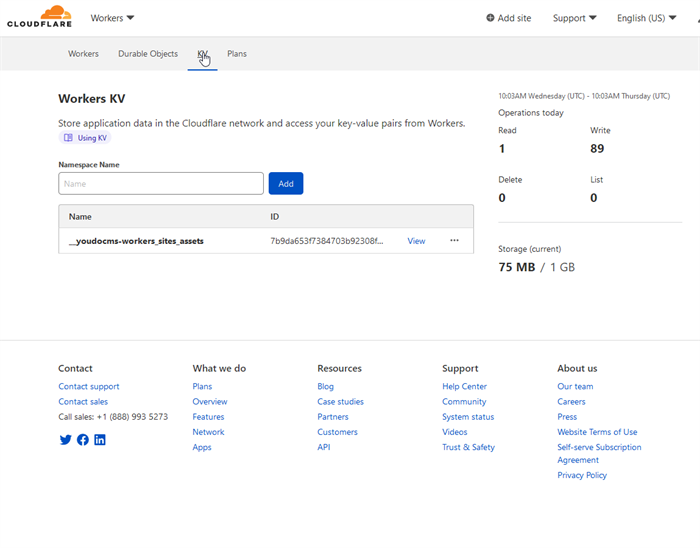 CLOUDFLARE
Workers
Add site
Support
English (US)
Workers
Durable Objects
KV
Plans
Workers KV
Store application data in the Cloudflare network and access your key-value pairs from Workers.
Using KV
Namespace Name
Name
Add
Name
ID
__youdocms-workers_sites_assets
7b9da653f7384703b92308f...
View
10:03AM Wednesday (UTC) - 10:03AM Thursday (UTC)
Operations today
Read
Write
1
89
Delete
List
0
0
Storage (current)
75 MB / 1 GB
Contact
Contact support
Contact sales
Call sales: +1 (888) 993 5273
What we do
Plans
Overview
Features
Network
Apps
Resources
Blog
Case studies
Partners
Customers
API
Support
Help Center
Community
System status
Videos
Trust & Safety
About us
Our team
Careers
Press
Website Terms of Use
Self-serve Subscription
Agreement
Privacy Policy